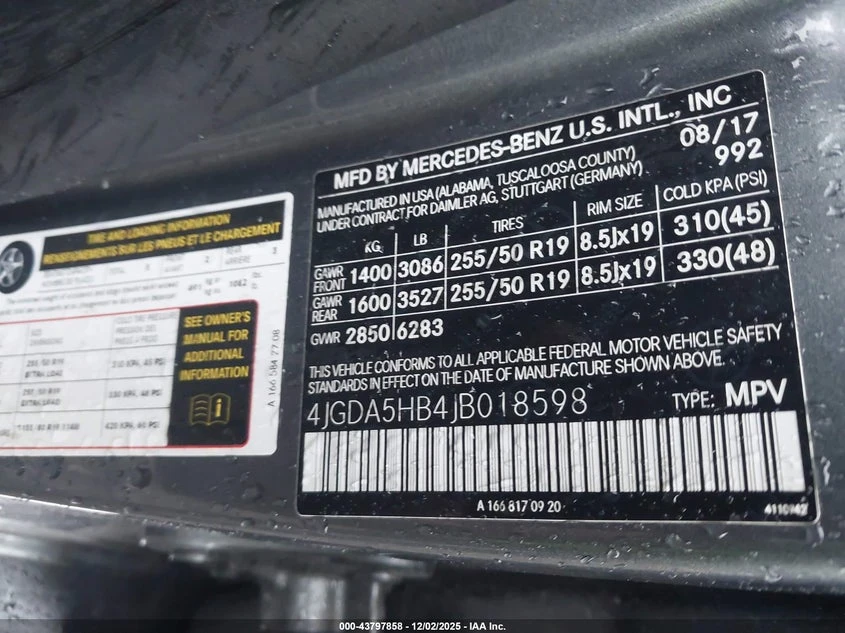 TIRE AND LOADING INFORMATION
RENSEIGNEMENTS SUR LES PNEUS ET LE CHARGEMENT
SEE OWNER'S
MANUAL FOR
ADDITIONAL
INFORMATION
A 166 584 77 08
MFD BY MERCEDES-BENZ U.S. INTL., INC
08/17
992
MANUFACTURED IN USA (ALABAMA, TUSCALOOSA COUNTY)
UNDER CONTRACT FOR DAIMLER AG, STUTTGART (GERMANY)
KG LB TIRES RIM SIZE COLD KPA (PSI)
GAWR FRONT 1400 3086 255/50 R19 8.5Jx19 310(45)
GAWR REAR 1600 3527 255/50 R19 8.5Jx19 330(48)
GVWR 2850 6283
THIS VEHICLE CONFORMS TO ALL APPLICABLE FEDERAL MOTOR VEHICLE SAFETY
STANDARDS IN EFFECT ON THE DATE OF MANUFACTURE SHOWN ABOVE.
4JGDA5HB4JB018598 TYPE: MPV
A 166 817 09 20
4110942
000-43797858 | 12/02/2025 - IAA Inc.